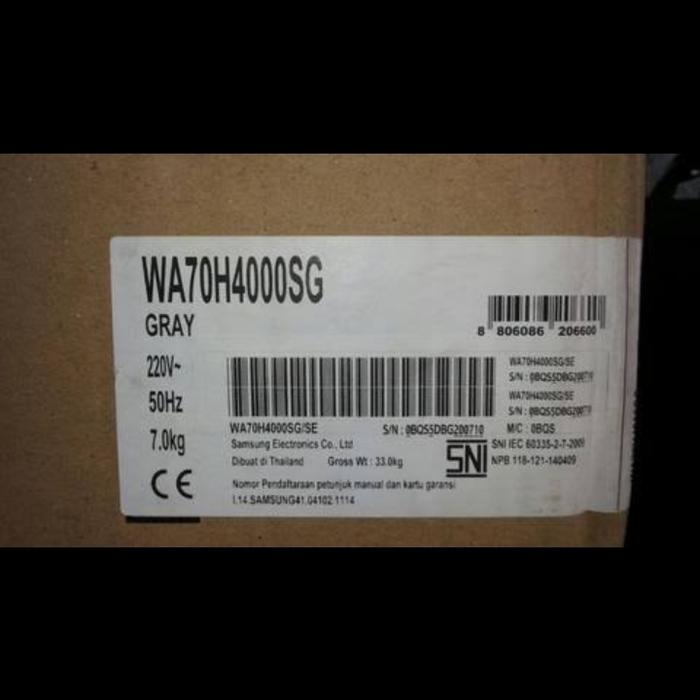 WA70H4000SG
GRAY
220V~
50Hz
7.0kg
8 806086 206600
WA70H4000SG/SE
S/N : 0BQS5DBG200710
WA70H4000SG/SE
S/N : 0BQS5DBG200710
WA70H4000SG/SE S/N : 0BQS5DBG200710 M/C : 0BQS
Samsung Electronics Co., Ltd
Dibuat di Thailand Gross Wt : 33.0kg
SNI
SNI IEC 60335-2-7-2009
NPB 118-121-140409
CE
Nomor Pendaftaraan petunjuk manual dan kartu garansi
I.14.SAMSUNG41.04102.1114